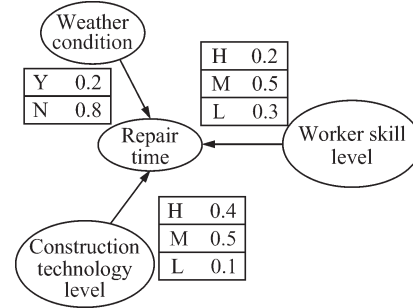 Weather
condition
Y 0.2
N 0.8
H 0.2
M 0.5
L 0.3
Repair
time
Worker skill
level
H 0.4
M 0.5
L 0.1
Construction
technology
level